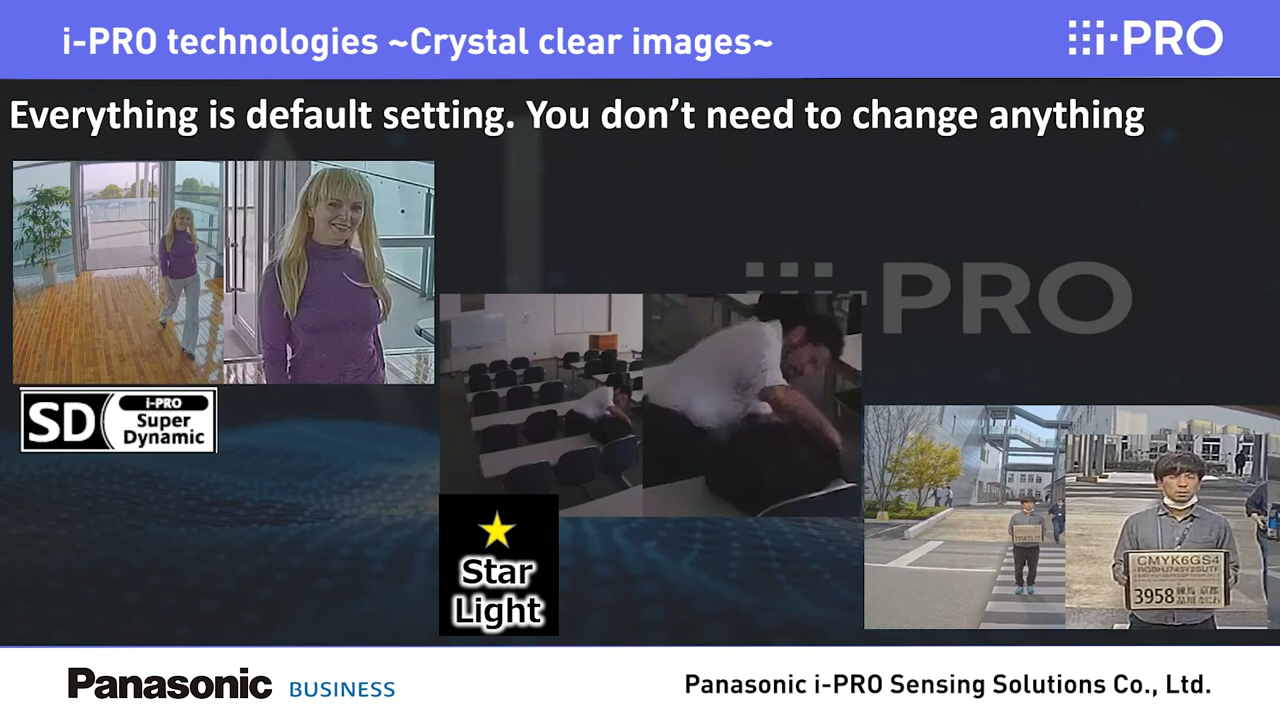 i-PRO technologies ~Crystal clear images~
i-PRO
Everything is default setting. You don’t need to change anything
i-PRO
SD
i-PRO
Super
Dynamic
Star
Light
CMYK6GS4
3958
Panasonic BUSINESS
Panasonic i-PRO Sensing Solutions Co., Ltd.